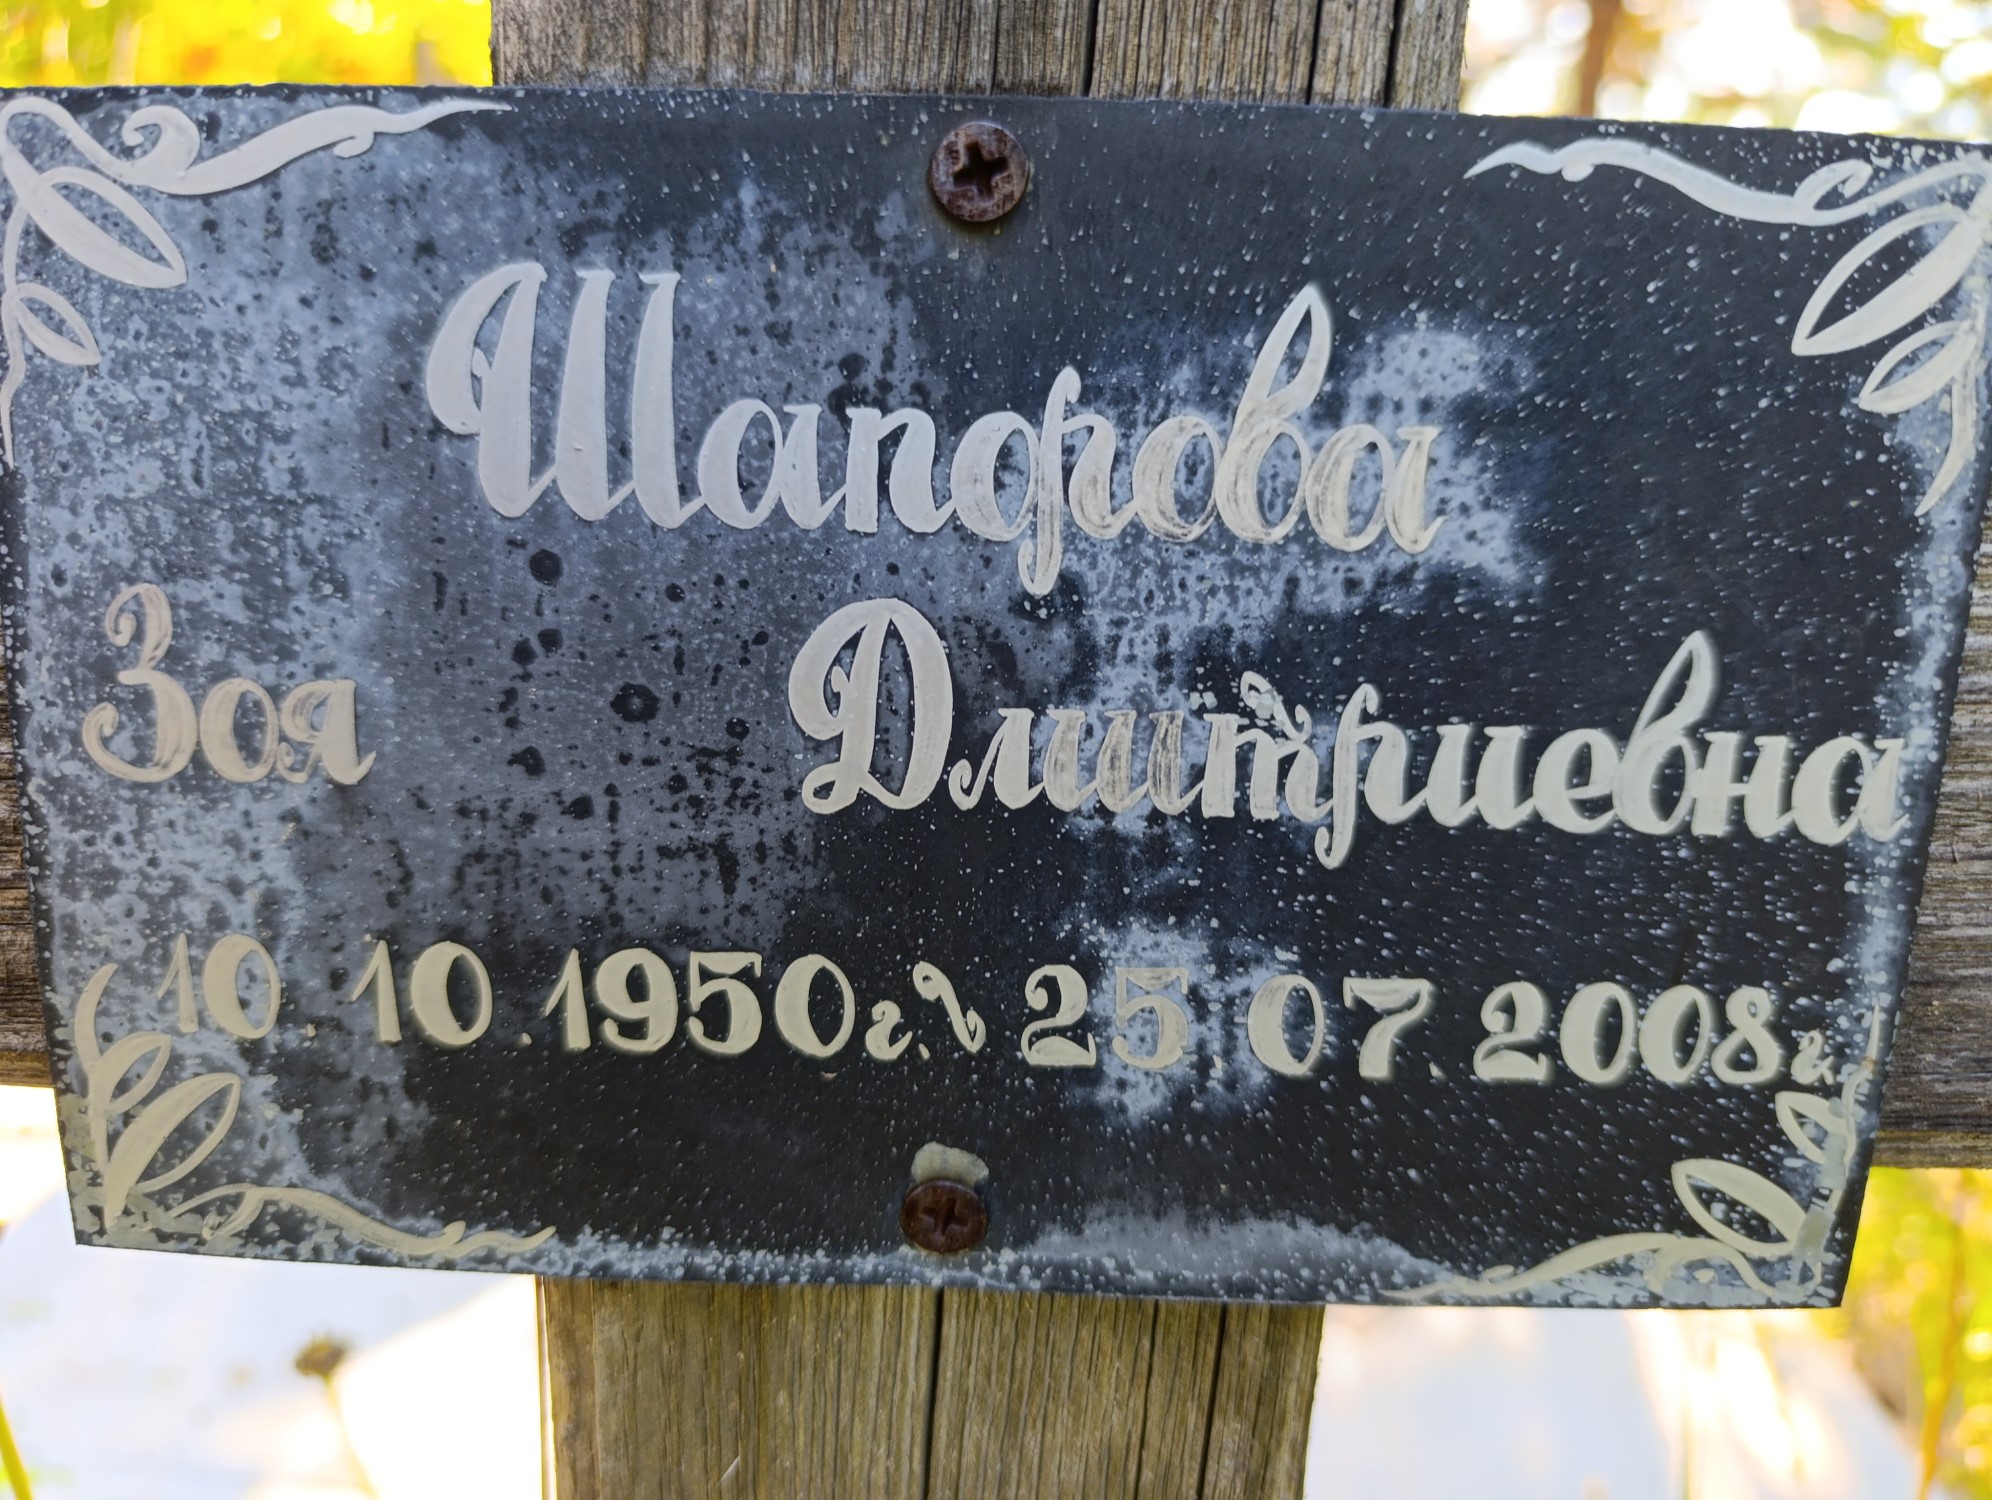 Шапорова
Зоя Дмитриевна
10.10.1950г. 25.07.2008г.